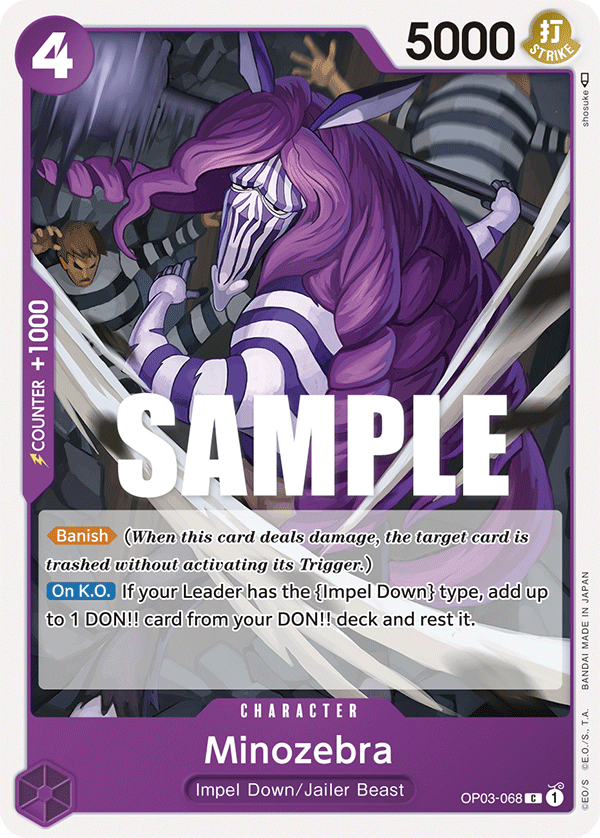 4
5000
打
STRIKE
shosuke
COUNTER +1000
SAMPLE
Banish (When this card deals damage, the target card is
trashed without activating its Trigger.)
On K.O. If your Leader has the {Impel Down} type, add up
to 1 DON!! card from your DON!! deck and rest it.
CHARACTER
Minozebra
Impel Down/Jailer Beast
OP03-068 C 1
©EO/S ©E.O./S., T.A. BANDAI MADE IN JAPAN